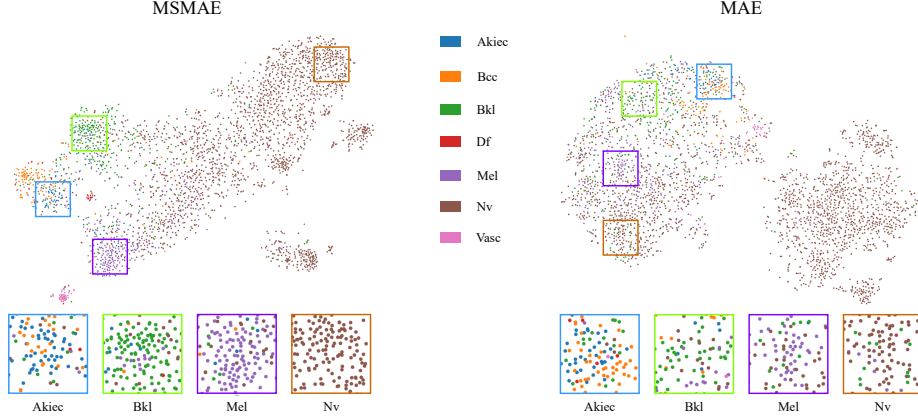 MSMAE
MAE
Akiec
Bcc
Bkl
Df
Mel
Nv
Vasc
Akiec
Bkl
Mel
Nv
Akiec
Bkl
Mel
Nv